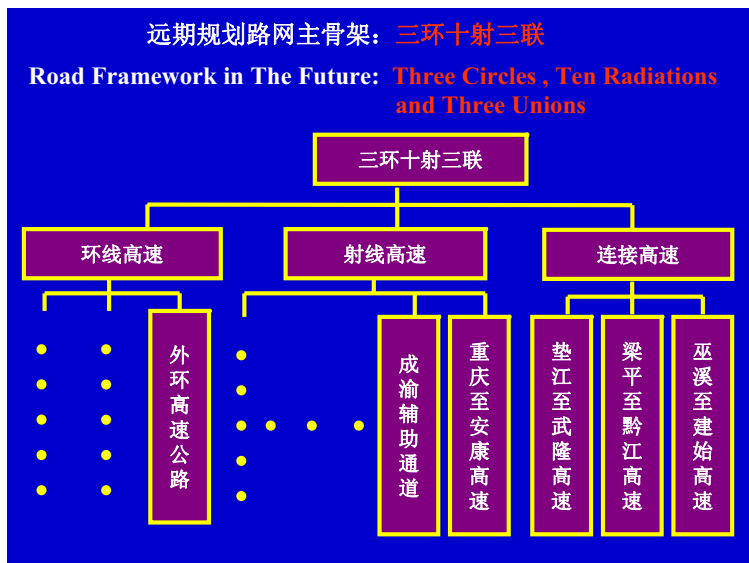 远期规划路网主骨架：三环十射三联
Road Framework in The Future: Three Circles , Ten Radiations
and Three Unions
三环十射三联
环线高速
射线高速
连接高速
外环高速公路
成渝辅助通道
重庆至安康高速
垫江至武隆高速
梁平至黔江高速
巫溪至建始高速